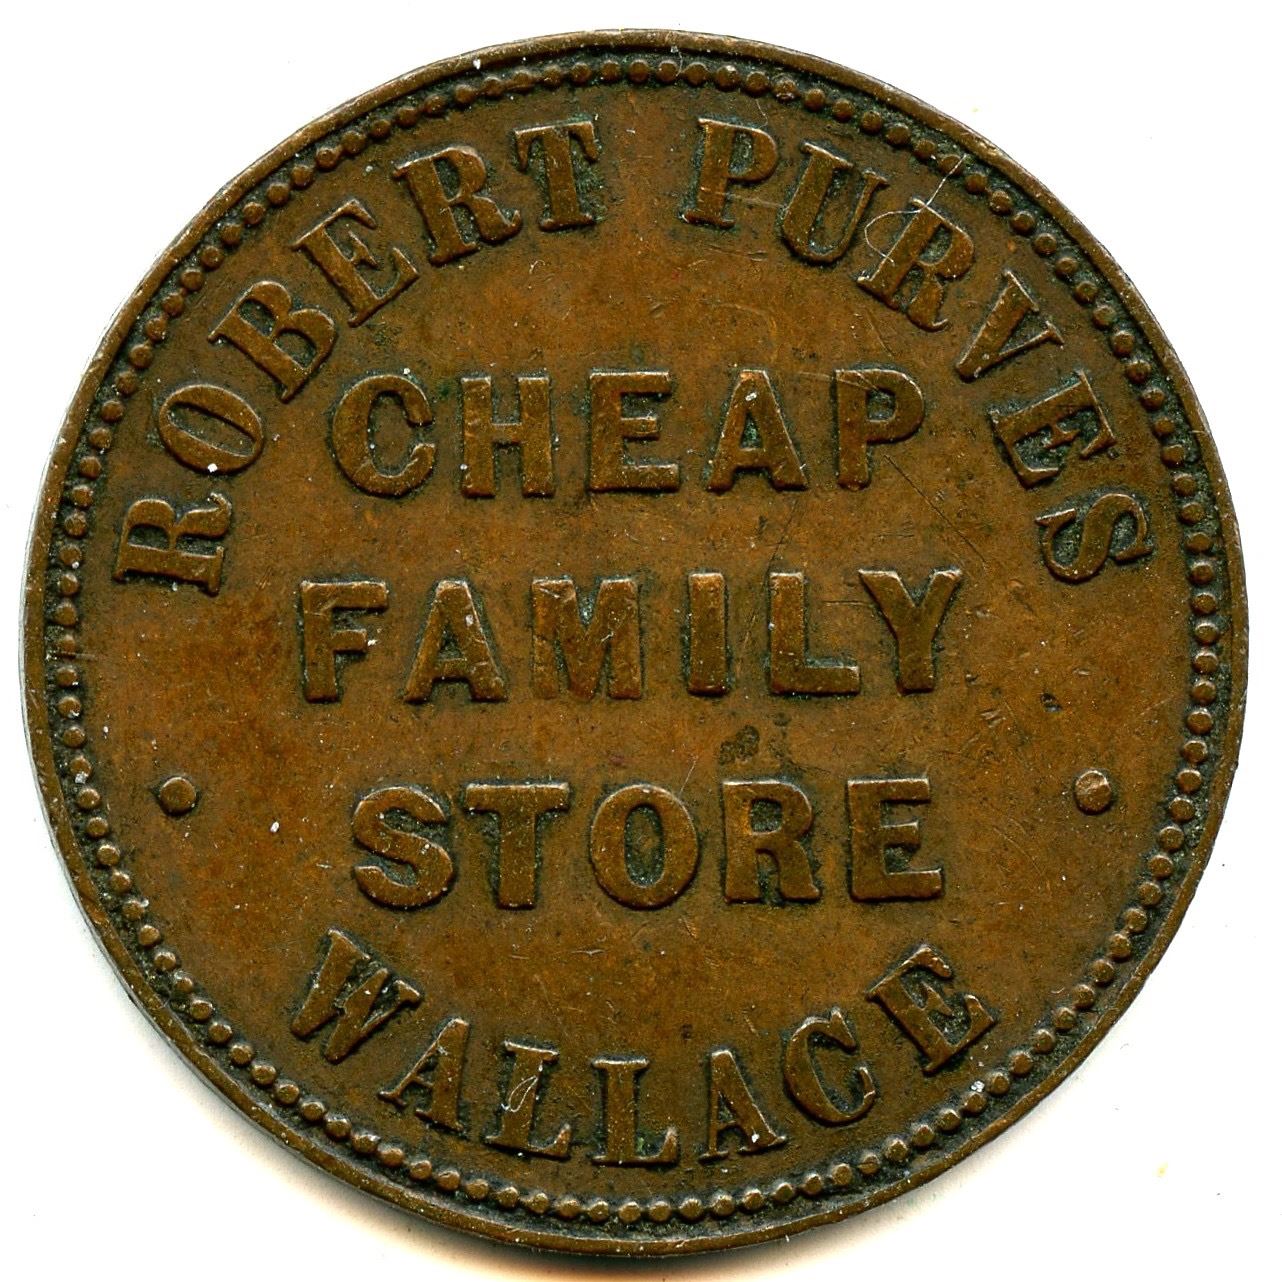 ROBERT PURVES
CHEAP
FAMILY
STORE
WALLACE